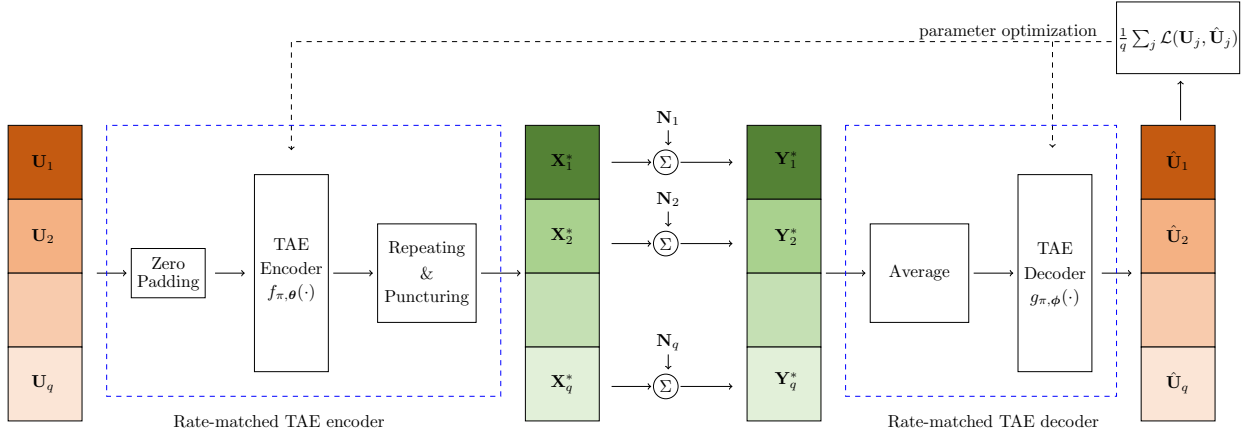 parameter optimization
$\frac{1}{q} \sum_j \mathcal{L}(\mathbf{U}_j, \hat{\mathbf{U}}_j)$
$\mathbf{U}_1$
$\mathbf{U}_2$
$\mathbf{U}_q$
Zero
Padding
TAE
Encoder
$f_{\pi,\boldsymbol{\theta}}(\cdot)$
Repeating
&
Puncturing
Rate-matched TAE encoder
$\mathbf{X}_1^*$
$\mathbf{X}_2^*$
$\mathbf{X}_q^*$
$\mathbf{N}_1$
Σ
$\mathbf{N}_2$
Σ
$\mathbf{N}_q$
Σ
$\mathbf{Y}_1^*$
$\mathbf{Y}_2^*$
$\mathbf{Y}_q^*$
Average
TAE
Decoder
$g_{\pi,\boldsymbol{\phi}}(\cdot)$
Rate-matched TAE decoder
$\hat{\mathbf{U}}_1$
$\hat{\mathbf{U}}_2$
$\hat{\mathbf{U}}_q$